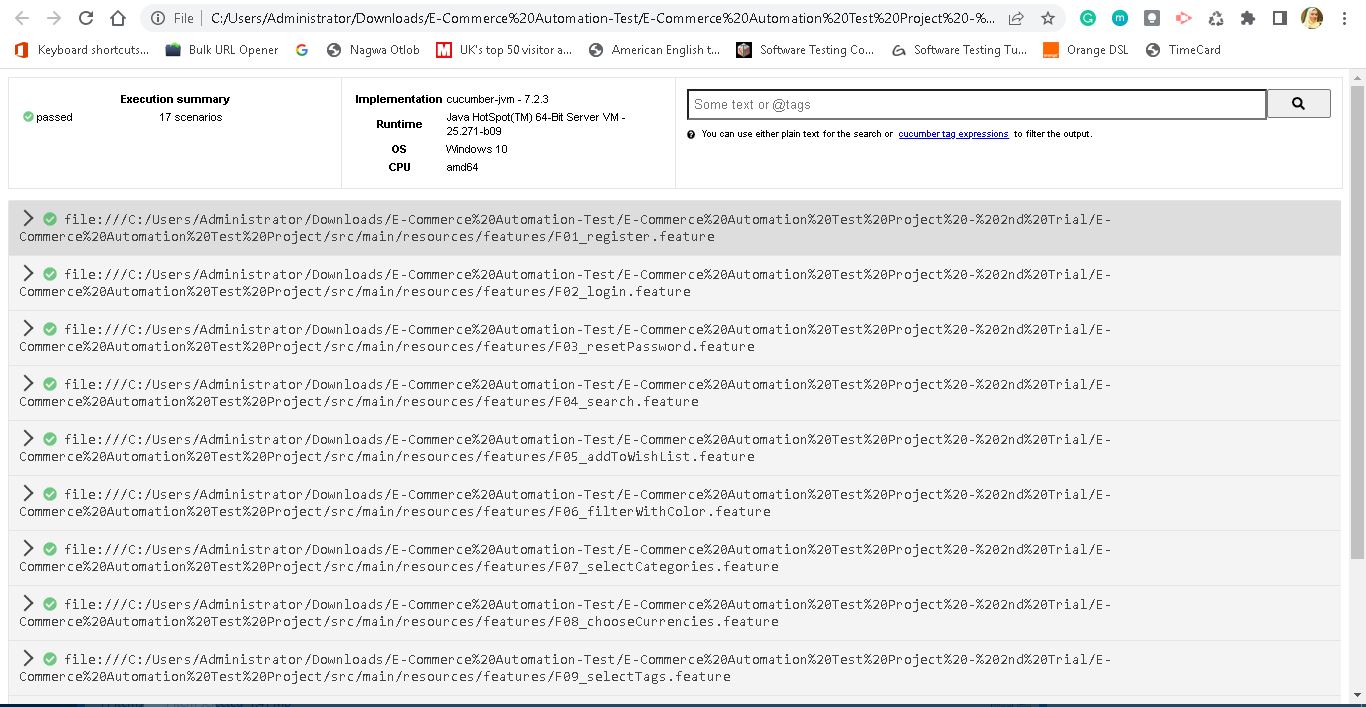 File | C:/Users/Administrator/Downloads/E-Commerce%20Automation-Test/E-Commerce%20Automation%20Test%20Project%20-%...
Keyboard shortcuts... Bulk URL Opener Nagwa Otlob UK's top 50 visitor a... American English t... Software Testing Co... Software Testing Tu... Orange DSL TimeCard
Execution summary
passed 17 scenarios
Implementation cucumber-jvm - 7.2.3
Runtime Java HotSpot(TM) 64-Bit Server VM -
25.271-b09
OS Windows 10
CPU amd64
Some text or @tags
You can use either plain text for the search or cucumber tag expressions to filter the output.
file:///C:/Users/Administrator/Downloads/E-Commerce%20Automation-Test/E-Commerce%20Automation%20Test%20Project%20-%202nd%20Trial/E-
Commerce%20Automation%20Test%20Project/src/main/resources/features/F01_register.feature
file:///C:/Users/Administrator/Downloads/E-Commerce%20Automation-Test/E-Commerce%20Automation%20Test%20Project%20-%202nd%20Trial/E-
Commerce%20Automation%20Test%20Project/src/main/resources/features/F02_login.feature
file:///C:/Users/Administrator/Downloads/E-Commerce%20Automation-Test/E-Commerce%20Automation%20Test%20Project%20-%202nd%20Trial/E-
Commerce%20Automation%20Test%20Project/src/main/resources/features/F03_resetPassword.feature
file:///C:/Users/Administrator/Downloads/E-Commerce%20Automation-Test/E-Commerce%20Automation%20Test%20Project%20-%202nd%20Trial/E-
Commerce%20Automation%20Test%20Project/src/main/resources/features/F04_search.feature
file:///C:/Users/Administrator/Downloads/E-Commerce%20Automation-Test/E-Commerce%20Automation%20Test%20Project%20-%202nd%20Trial/E-
Commerce%20Automation%20Test%20Project/src/main/resources/features/F05_addToWishList.feature
file:///C:/Users/Administrator/Downloads/E-Commerce%20Automation-Test/E-Commerce%20Automation%20Test%20Project%20-%202nd%20Trial/E-
Commerce%20Automation%20Test%20Project/src/main/resources/features/F06_filterWithColor.feature
file:///C:/Users/Administrator/Downloads/E-Commerce%20Automation-Test/E-Commerce%20Automation%20Test%20Project%20-%202nd%20Trial/E-
Commerce%20Automation%20Test%20Project/src/main/resources/features/F07_selectCategories.feature
file:///C:/Users/Administrator/Downloads/E-Commerce%20Automation-Test/E-Commerce%20Automation%20Test%20Project%20-%202nd%20Trial/E-
Commerce%20Automation%20Test%20Project/src/main/resources/features/F08_chooseCurrencies.feature
file:///C:/Users/Administrator/Downloads/E-Commerce%20Automation-Test/E-Commerce%20Automation%20Test%20Project%20-%202nd%20Trial/E-
Commerce%20Automation%20Test%20Project/src/main/resources/features/F09_selectTags.feature